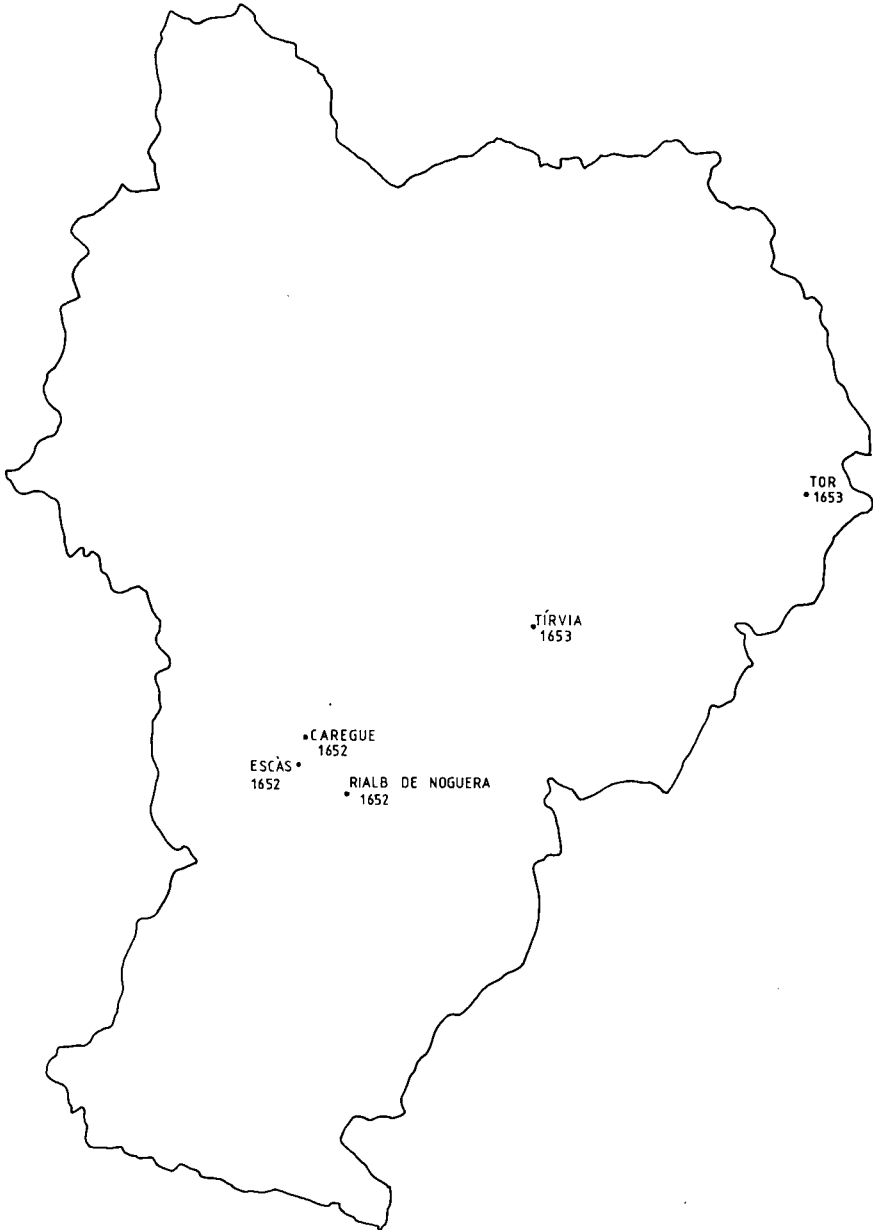 TOR
1653
TÍRVIA
1653
CAREGUE
1652
ESCÀS
1652
RIALB DE NOGUERA
1652